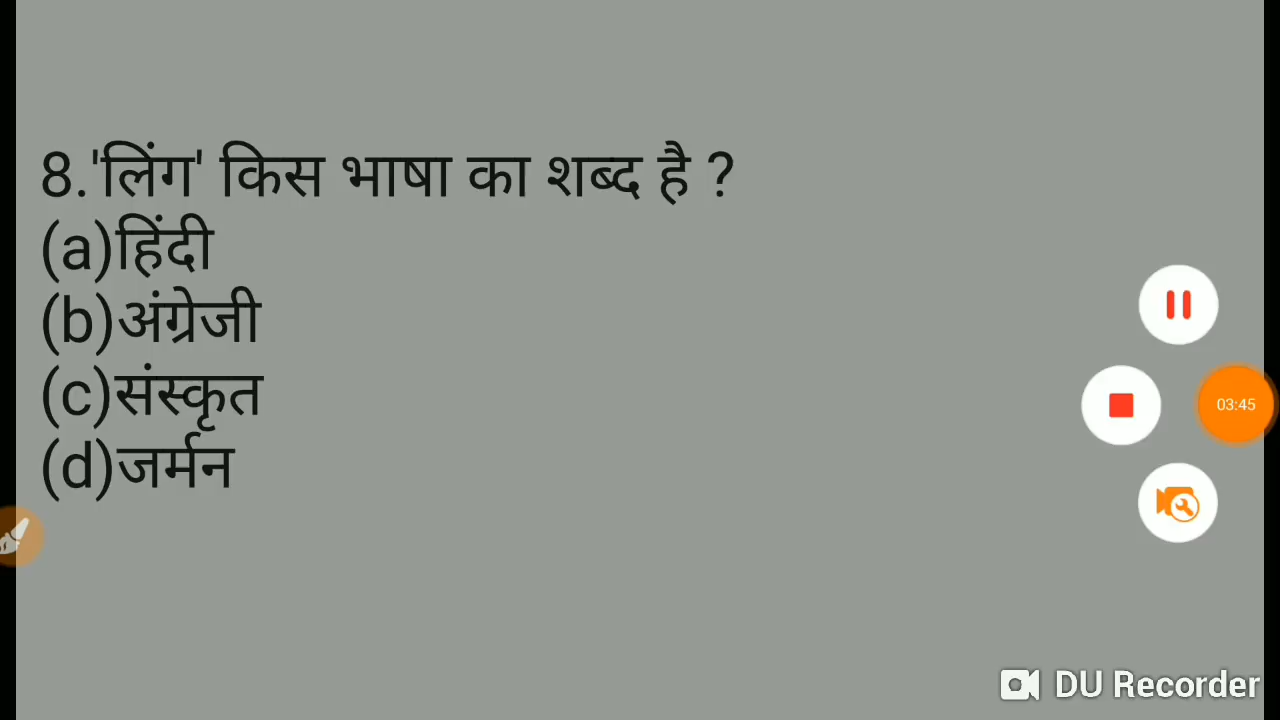 8.'लिंग' किस भाषा का शब्द है ?
(a)हिंदी
(b)अंग्रेजी
(c)संस्कृत
(d)जर्मन
03:45
DU Recorder